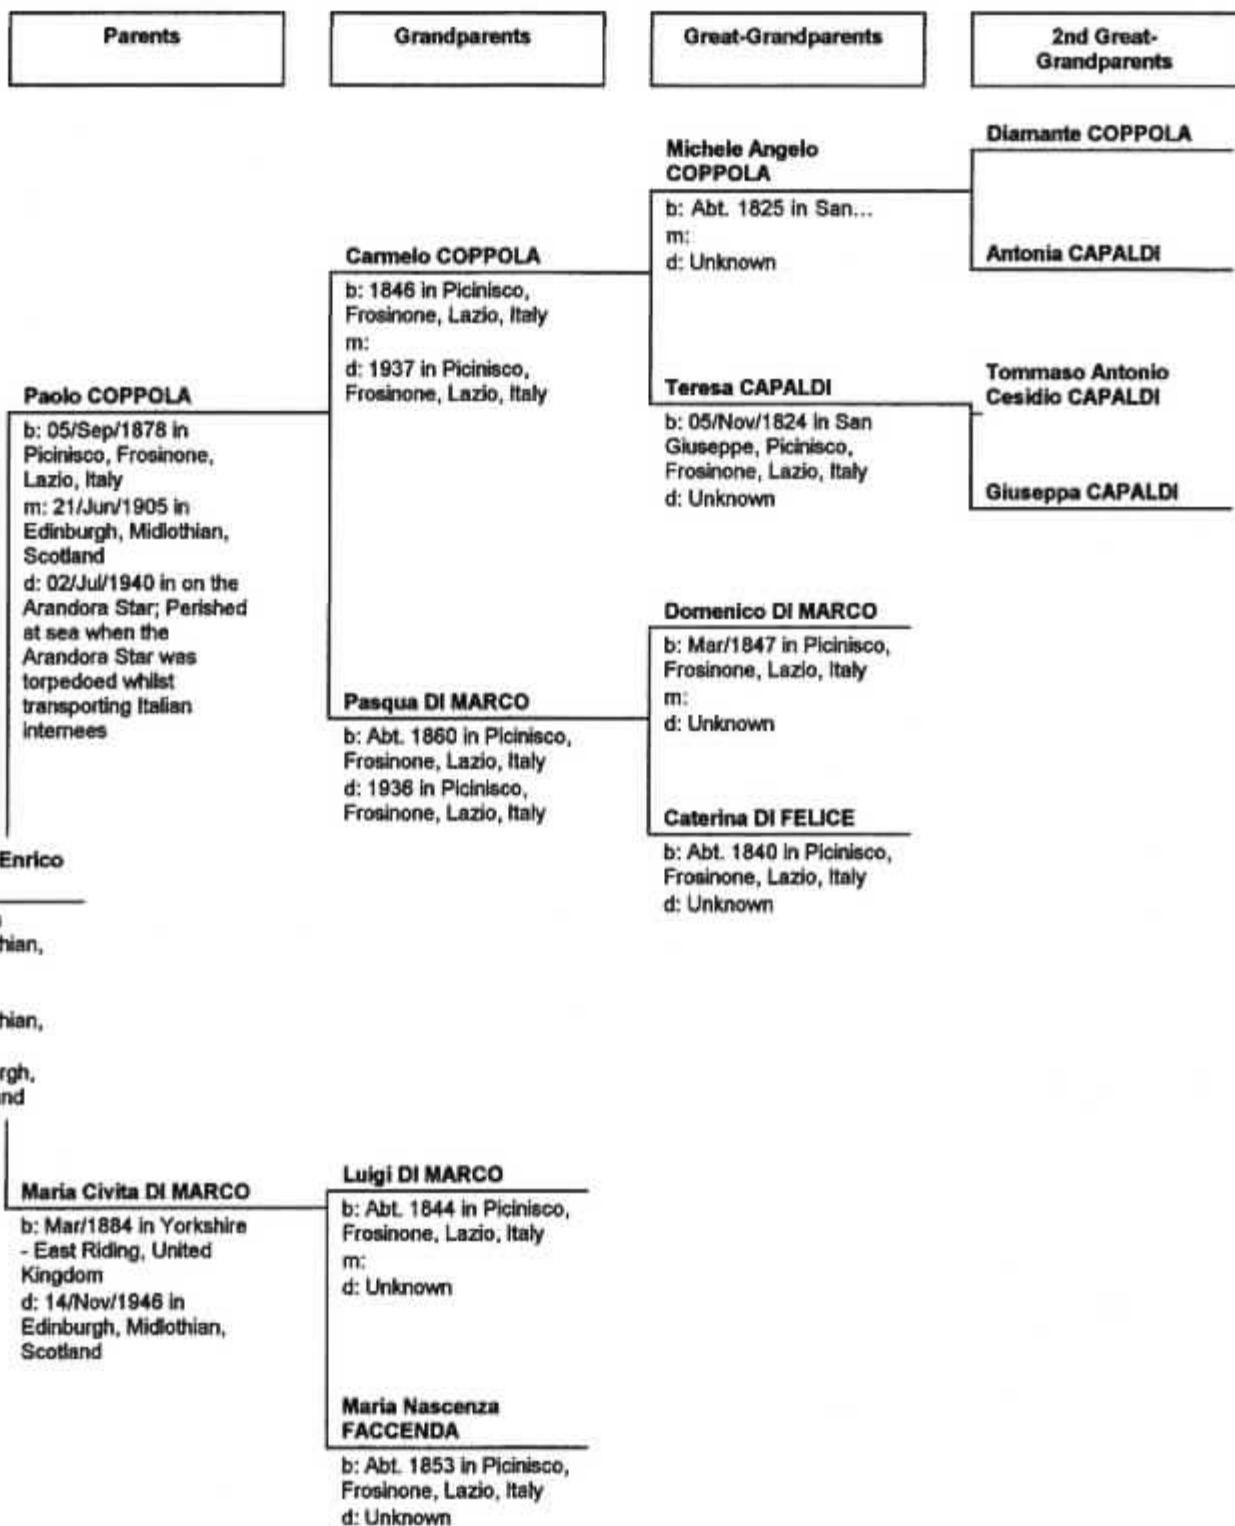 Parents
Grandparents
Great-Grandparents
2nd Great-
Grandparents
Diamante COPPOLA
Michele Angelo
COPPOLA
b: Abt. 1825 in San...
m:
d: Unknown
Antonia CAPALDI
Carmelo COPPOLA
b: 1846 in Picinisco,
Frosinone, Lazio, Italy
m:
d: 1937 in Picinisco,
Frosinone, Lazio, Italy
Tommaso Antonio
Cesidio CAPALDI
Teresa CAPALDI
b: 05/Nov/1824 in San
Giuseppe, Picinisco,
Frosinone, Lazio, Italy
d: Unknown
Giuseppa CAPALDI
Paolo COPPOLA
b: 05/Sep/1878 in
Picinisco, Frosinone,
Lazio, Italy
m: 21/Jun/1905 in
Edinburgh, Midlothian,
Scotland
d: 02/Jul/1940 in on the
Arandora Star; Perished
at sea when the
Arandora Star was
torpedoed whilst
transporting Italian
internees
Domenico DI MARCO
b: Mar/1847 in Picinisco,
Frosinone, Lazio, Italy
m:
d: Unknown
Pasqua DI MARCO
b: Abt. 1860 in Picinisco,
Frosinone, Lazio, Italy
d: 1936 in Picinisco,
Frosinone, Lazio, Italy
Caterina DI FELICE
b: Abt. 1840 in Picinisco,
Frosinone, Lazio, Italy
d: Unknown
Enrico
hian,
hian,
rgh,
nd
Maria Civita DI MARCO
b: Mar/1884 in Yorkshire
- East Riding, United
Kingdom
d: 14/Nov/1946 in
Edinburgh, Midlothian,
Scotland
Luigi DI MARCO
b: Abt. 1844 in Picinisco,
Frosinone, Lazio, Italy
m:
d: Unknown
Maria Nascenza
FACCENDA
b: Abt. 1853 in Picinisco,
Frosinone, Lazio, Italy
d: Unknown